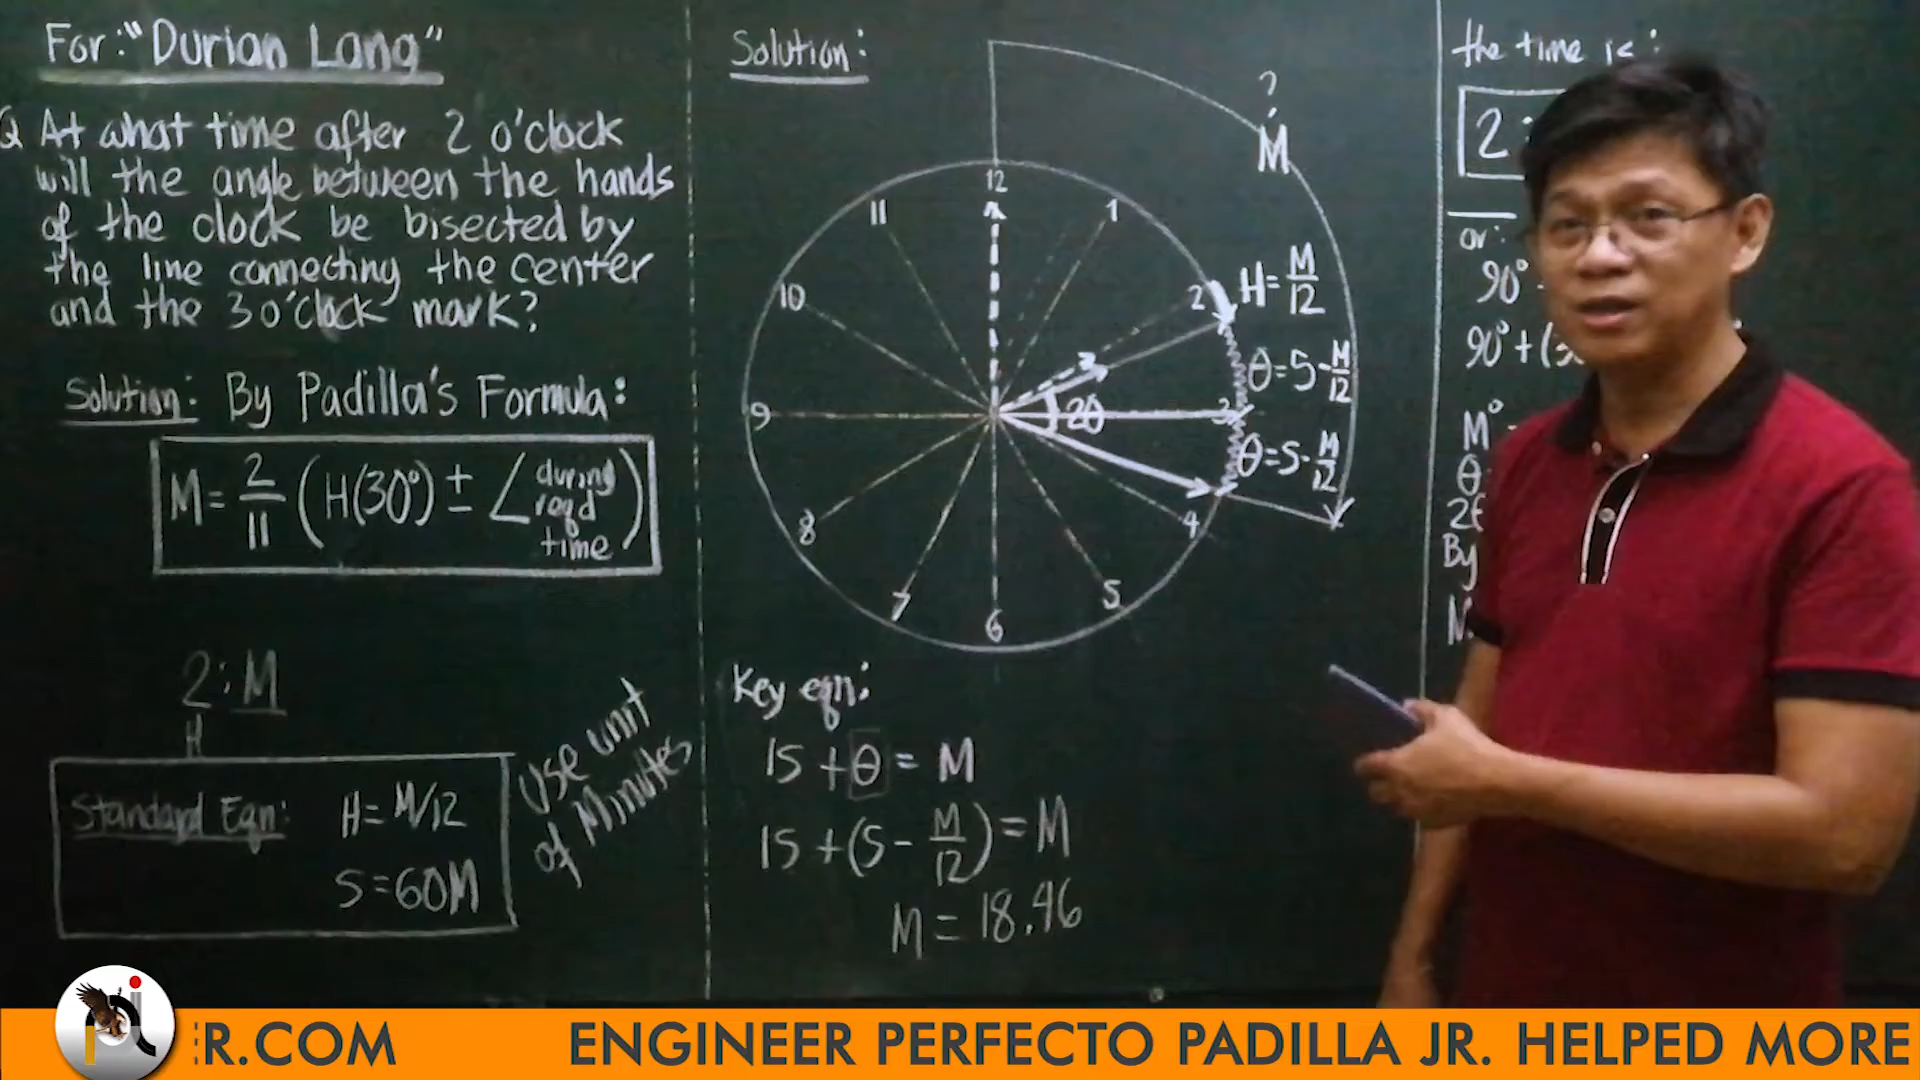 For: "Durian Lang"
Q At what time after 2 o'clock
will the angle between the hands
of the clock be bisected by
the line connecting the center
and the 3 o'clock mark?
Solution: By Padilla's Formula:
M = 2/11 (H(30°) ± ∠ during
reqd
time)
2 : M
H
Standard Eqn: H = M/12
S = 60M
Use unit
of Minutes
Solution:
?
M
12
11
1
10
2
H = M/12
θ = 5 - M/12
9
3
2θ
θ = 5 - M/12
8
4
7
5
6
Key eqn:
15 + θ = M
15 + (5 - M/12) = M
M = 18.46
the time is:
2 :
or:
90°
90° + (
M°
θ
2θ
By
M
R.COM ENGINEER PERFECTO PADILLA JR. HELPED MORE